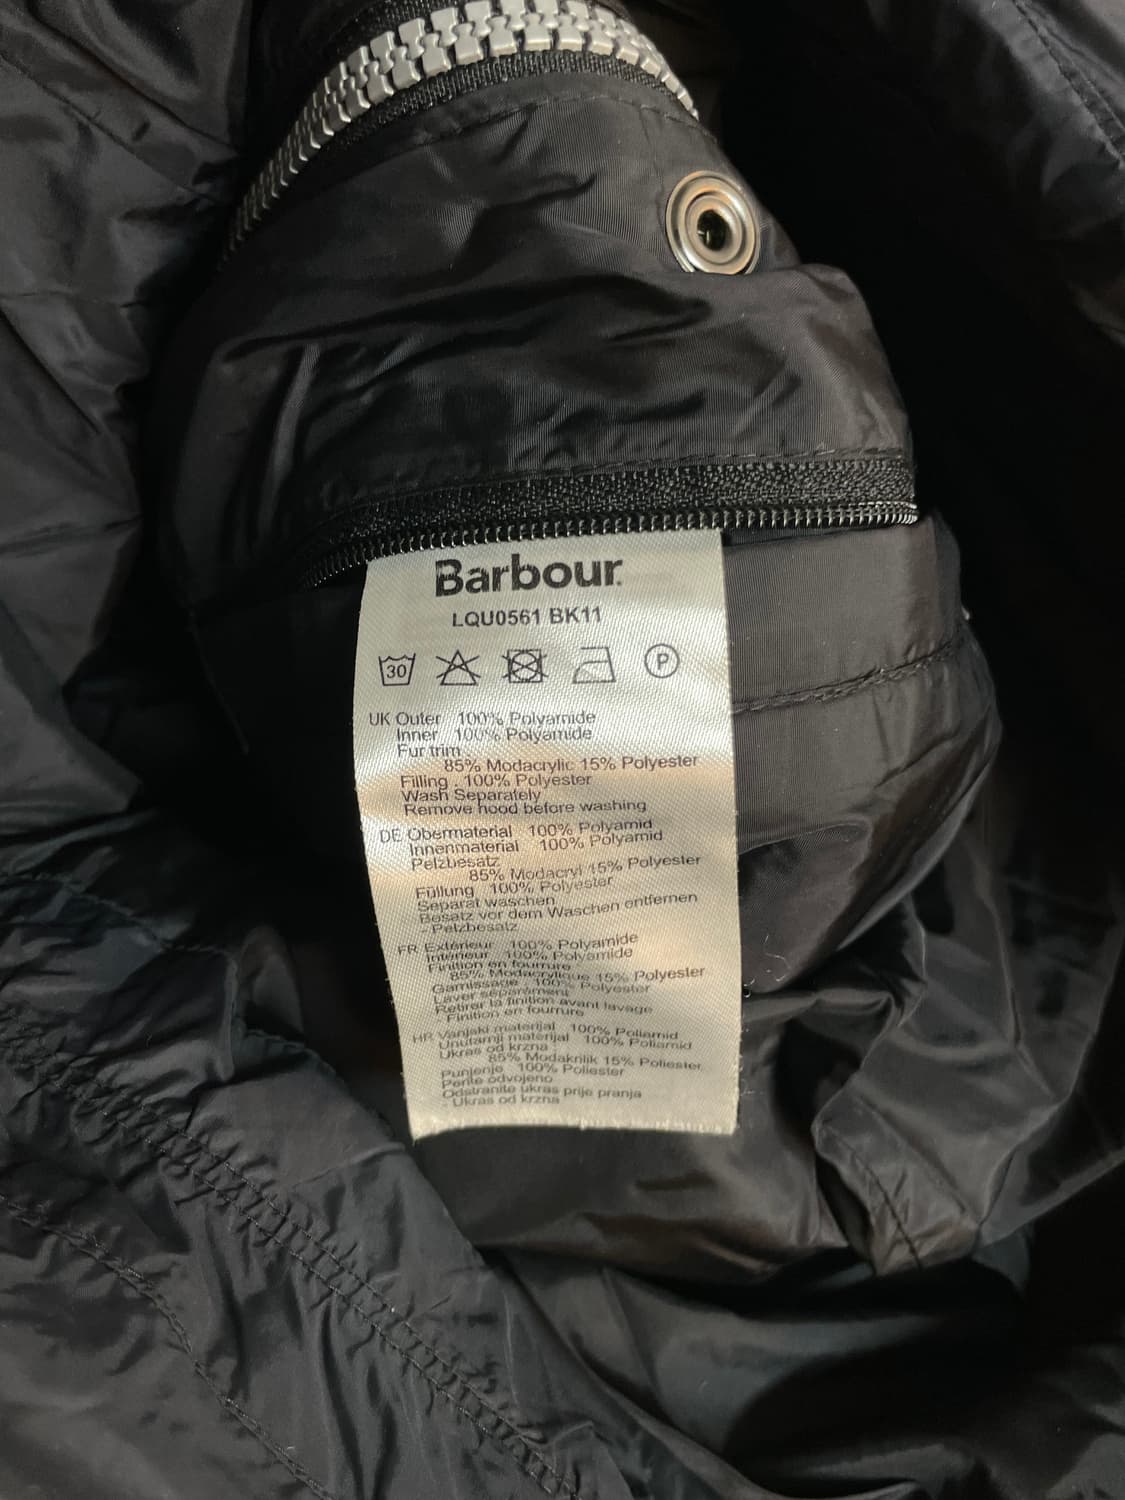 Barbour.
LQU0561 BK11
30 P
UK Outer 100% Polyamide
Inner 100% Polyamide
Fur trim
85% Modacrylic 15% Polyester
Filling . 100% Polyester
Wash Separately
Remove hood before washing
DE Obermaterial 100% Polyamid
Innenmaterial 100% Polyamid
Pelzbesatz
85% Modacryl 15% Polyester
Füllung 100% Polyester
Separat waschen
Besatz vor dem Waschen entfernen
- Pelzbesatz
FR Extérieur 100% Polyamide
Intérieur 100% Polyamide
Finition en fourrure
85% Modacrylique 15% Polyester
Garnissage . 100% Polyester
Laver séparément
Retirer la finition avant lavage
- Finition en fourrure
HR Vanjski materijal 100% Poliamid
Unutarnji materijal 100% Poliamid
Ukras od krzna
85% Modakrilik 15% Poliester
Punjenje 100% Poliester
Perite odvojeno
Odstranite ukras prije pranja
- Ukras od krzna